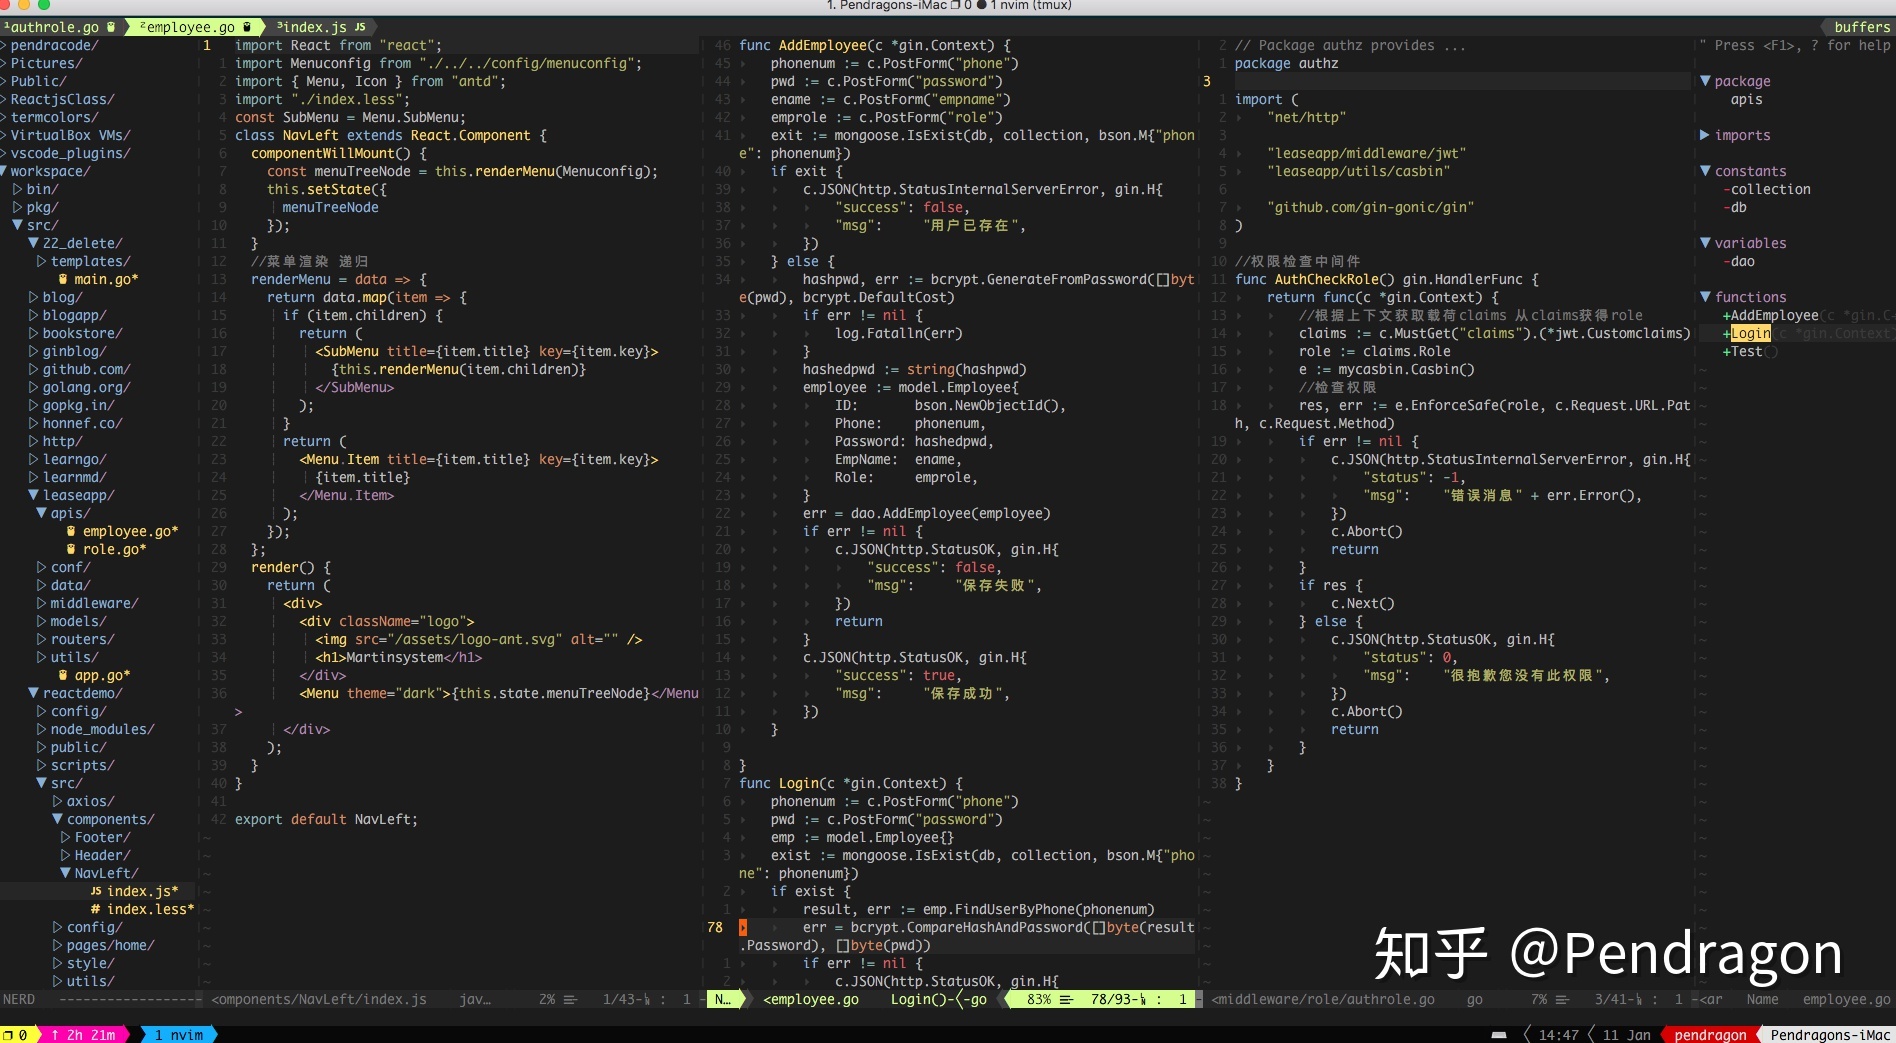 1. Pendragons-iMac 0 1 nvim (tmux)
¹authrole.go ²employee.go ³index.js JS buffers
pendracode/
Pictures/
Public/
ReactjsClass/
termcolors/
VirtualBox VMs/
vscode_plugins/
workspace/
bin/
pkg/
src/
22_delete/
templates/
main.go*
blog/
blogapp/
bookstore/
ginblog/
github.com/
golang.org/
gopkg.in/
honnef.co/
http/
learngo/
learnmd/
leaseapp/
apis/
employee.go*
role.go*
conf/
data/
middleware/
models/
routers/
utils/
app.go*
reactdemo/
config/
node_modules/
public/
scripts/
src/
axios/
components/
Footer/
Header/
NavLeft/
JS index.js*
# index.less*
config/
pages/home/
style/
utils/
1 import React from "react";
1 import Menuconfig from "./../../config/menuconfig";
2 import { Menu, Icon } from "antd";
3 import "./index.less";
4 const SubMenu = Menu.SubMenu;
5 class NavLeft extends React.Component {
6 componentWillMount() {
7 const menuTreeNode = this.renderMenu(Menuconfig);
8 this.setState({
9 menuTreeNode
10 });
11 }
12 //菜单渲染 递归
13 renderMenu = data => {
14 return data.map(item => {
15 if (item.children) {
16 return (
17 <SubMenu title={item.title} key={item.key}>
18 {this.renderMenu(item.children)}
19 </SubMenu>
20 );
21 }
22 return (
23 <Menu.Item title={item.title} key={item.key}>
24 {item.title}
25 </Menu.Item>
26 );
27 });
28 };
29 render() {
30 return (
31 <div>
32 <div className="logo">
33 <img src="/assets/logo-ant.svg" alt="" />
34 <h1>Martinsystem</h1>
35 </div>
36 <Menu theme="dark">{this.state.menuTreeNode}</Menu
>
37 </div>
38 );
39 }
40 }
41
42 export default NavLeft;
46 func AddEmployee(c *gin.Context) {
45 phonenum := c.PostForm("phone")
44 pwd := c.PostForm("password")
43 ename := c.PostForm("empname")
42 emprole := c.PostForm("role")
41 exit := mongoose.IsExist(db, collection, bson.M{"phon
e": phonenum})
40 if exit {
39 c.JSON(http.StatusInternalServerError, gin.H{
38 "success": false,
37 "msg": "用户已存在",
36 })
35 } else {
34 hashpwd, err := bcrypt.GenerateFromPassword([]byt
e(pwd), bcrypt.DefaultCost)
33 if err != nil {
32 log.Fatalln(err)
31 }
30 hashedpwd := string(hashpwd)
29 employee := model.Employee{
28 ID: bson.NewObjectId(),
27 Phone: phonenum,
26 Password: hashedpwd,
25 EmpName: ename,
24 Role: emprole,
23 }
22 err = dao.AddEmployee(employee)
21 if err != nil {
20 c.JSON(http.StatusOK, gin.H{
19 "success": false,
18 "msg": "保存失败",
17 })
16 return
15 }
14 c.JSON(http.StatusOK, gin.H{
13 "success": true,
12 "msg": "保存成功",
11 })
10 }
9
8 }
7 func Login(c *gin.Context) {
6 phonenum := c.PostForm("phone")
5 pwd := c.PostForm("password")
4 emp := model.Employee{}
3 exist := mongoose.IsExist(db, collection, bson.M{"pho
ne": phonenum})
2 if exist {
1 result, err := emp.FindUserByPhone(phonenum)
78 err = bcrypt.CompareHashAndPassword([]byte(result
.Password), []byte(pwd))
1 if err != nil {
2 c.JSON(http.StatusOK, gin.H{
2 // Package authz provides ...
1 package authz
3
1 import (
2 "net/http"
3
4 "leaseapp/middleware/jwt"
5 "leaseapp/utils/casbin"
6
7 "github.com/gin-gonic/gin"
8 )
9
10 //权限检查中间件
11 func AuthCheckRole() gin.HandlerFunc {
12 return func(c *gin.Context) {
13 //根据上下文获取载荷claims 从claims获得role
14 claims := c.MustGet("claims").(*jwt.Customclaims)
15 role := claims.Role
16 e := mycasbin.Casbin()
17 //检查权限
18 res, err := e.EnforceSafe(role, c.Request.URL.Pat
h, c.Request.Method)
19 if err != nil {
20 c.JSON(http.StatusInternalServerError, gin.H{
21 "status": -1,
22 "msg": "错误消息" + err.Error(),
23 })
24 c.Abort()
25 return
26 }
27 if res {
28 c.Next()
29 } else {
30 c.JSON(http.StatusOK, gin.H{
31 "status": 0,
32 "msg": "很抱歉您没有此权限",
33 })
34 c.Abort()
35 return
36 }
37 }
38 }
" Press <F1>, ? for help
package
apis
imports
constants
-collection
-db
variables
-dao
functions
+AddEmployee(c *gin.C
+Login(c *gin.Context)
+Test()
知乎 @Pendragon
NERD <omponents/NavLeft/index.js jav… 2% 1/43 : 1 N… <employee.go Login() go 83% 78/93 : 1 <middleware/role/authrole.go go 7% 3/41 : 1 <ar Name employee.go
0 ↑ 2h 21m 1 nvim 14:47 11 Jan pendragon Pendragons-iMac